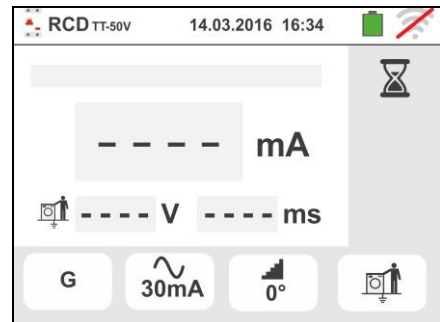 RCD TT-50V 14.03.2016 16:34
- - - - mA
- - - - V - - - - ms
G 30mA 0°